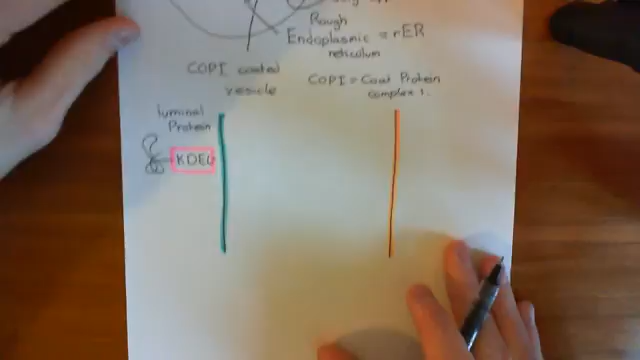 Rough
Endoplasmic = rER
reticulum
COPI coated
vesicle
COPI = Coat Protein
complex 1.
luminal
Protein
KDEL